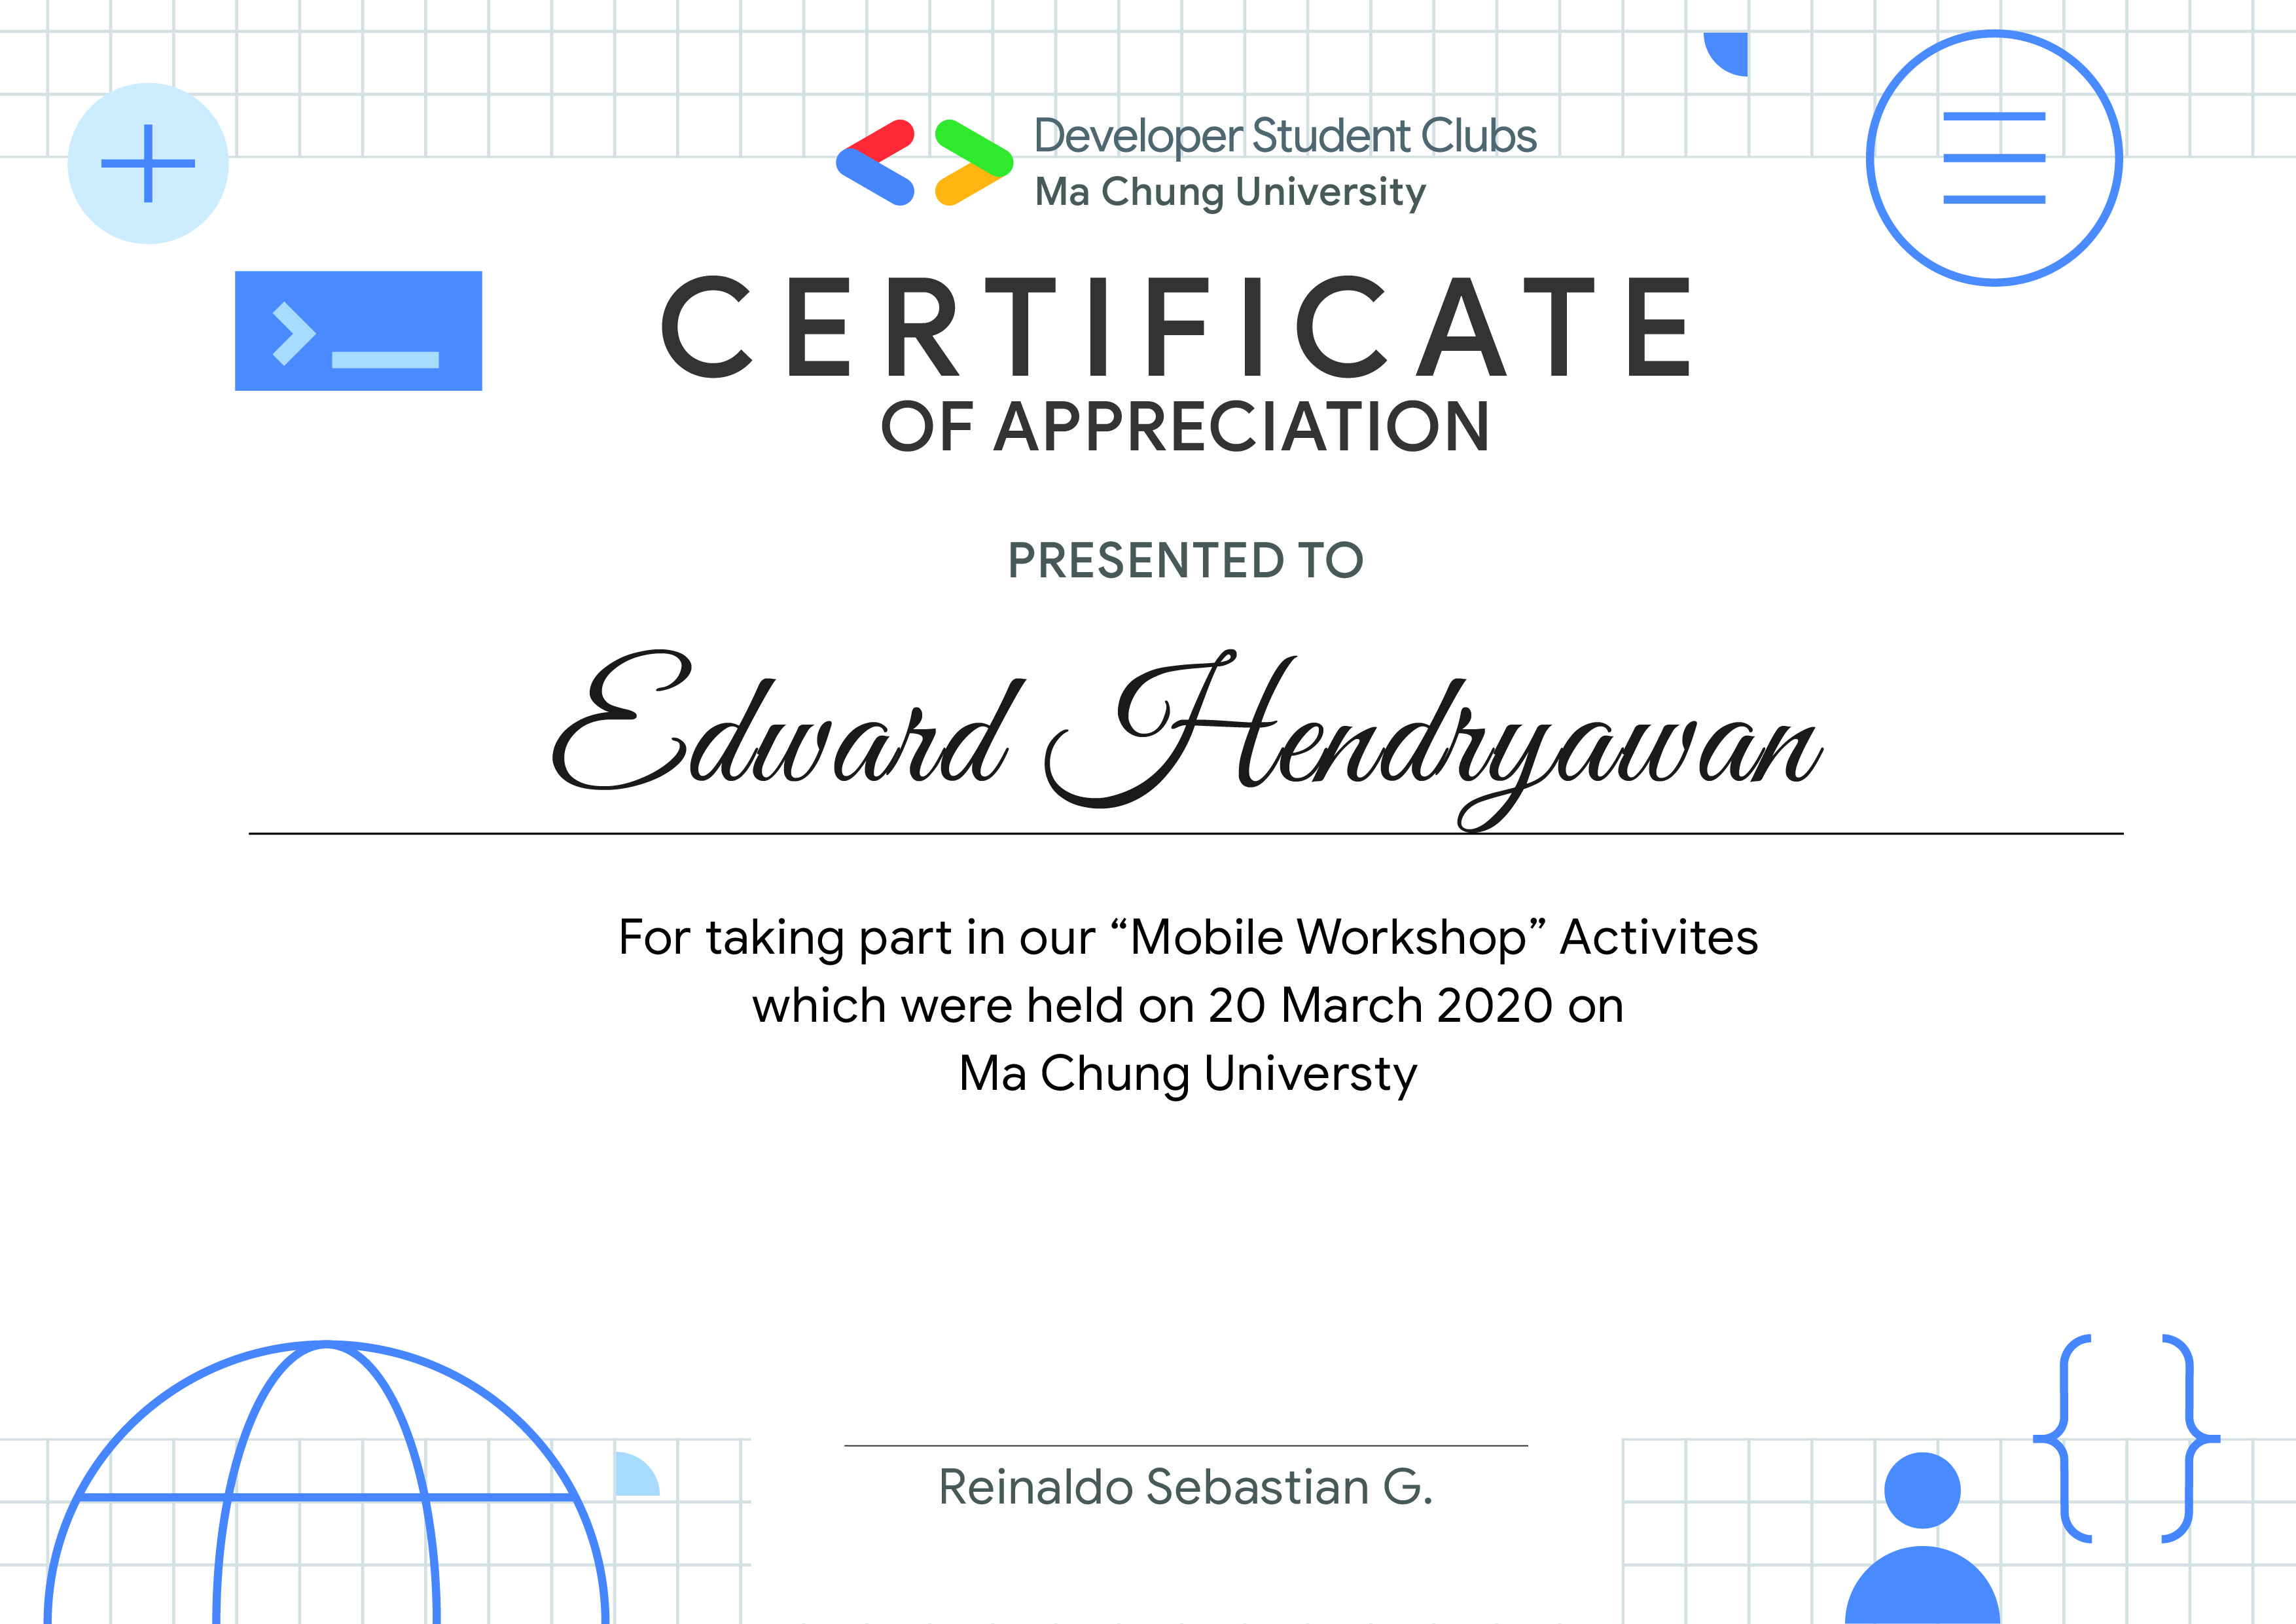 Developer Student Clubs
Ma Chung University
CERTIFICATE
OF APPRECIATION
PRESENTED TO
Edward Hendryawan
For taking part in our “Mobile Workshop” Activites
which were held on 20 March 2020 on
Ma Chung Universty
Reinaldo Sebastian G.